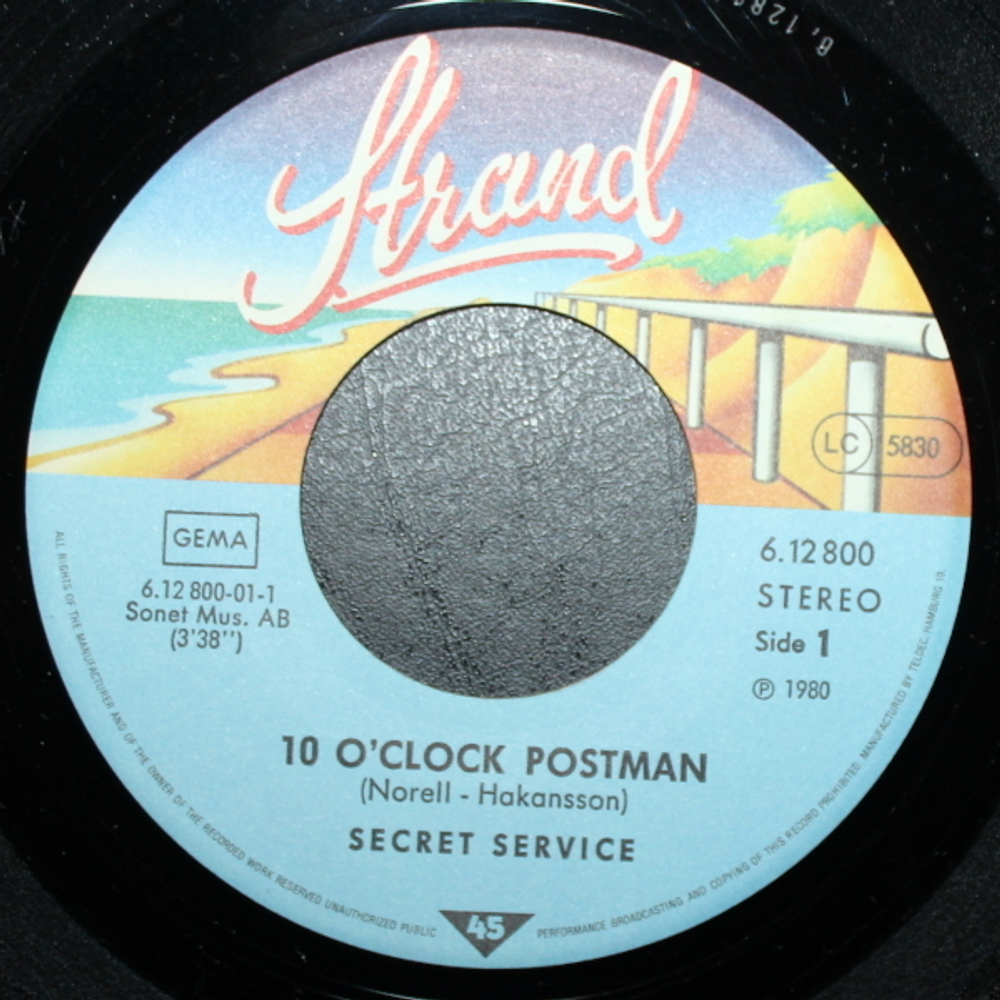 Strand
LC 5830
GEMA
6.12 800-01-1
Sonet Mus. AB
(3'38'')
6.12800
STEREO
Side 1
℗ 1980
10 O'CLOCK POSTMAN
(Norell - Hakansson)
SECRET SERVICE
45
ALL RIGHTS OF THE MANUFACTURER AND OF THE OWNER OF THE RECORDED WORK RESERVED UNAUTHORIZED PUBLIC PERFORMANCE BROADCASTING AND COPYING OF THIS RECORD PROHIBITED. MANUFACTURED BY TELDEC, HAMBURG 19